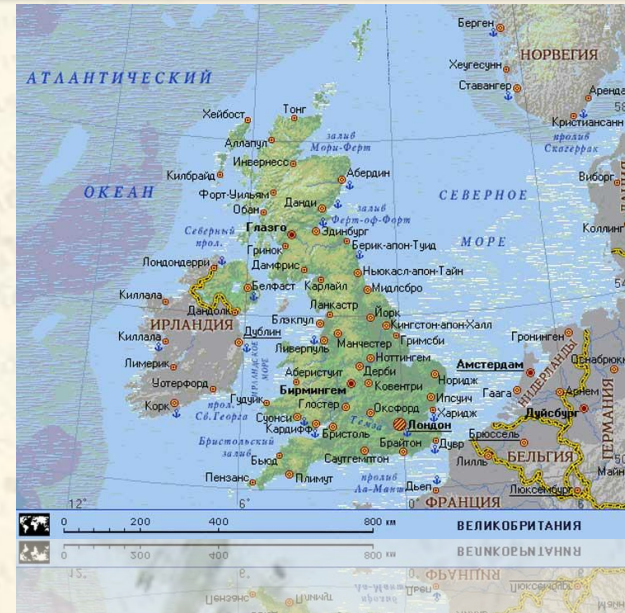 Берген
НОРВЕГИЯ
Хеугесунн
Ставангер
АТЛАНТИЧЕСКИЙ
Аренда
Кристиансанн
Хейбост
Тонг
залив
Мори-Ферт
пролив
Скагеррак
Аллапул
Инвернесс
Килбрайд
Абердин
Виборг
ОКЕАН
Форт-Уильям
СЕВЕРНОЕ
Обан
Данди
залив
Ферт-оф-Форт
Северный
прол.
Глазго
Эдинбург
Коллинг
МОРЕ
Гринок
Берик-апон-Туид
Лондондерри
Дамфрис
Ньюкасл-апон-Тайн
Белфаст
Карлайл
Мидлсбро
Киллала
Ланкастр
Дандолк
ИРЛАНДИЯ
Блэкпул
Йорк
Кингстон-апон-Халл
Дублин
Киллала
Гримсби
Гронинген
Ливерпуль
Манчестер
ИРЛАНДСКОЕ
МОРЕ
Ноттингем
Оснабрюк
Лимерик
Аберистуит
Дерби
Амстердам
НИДЕРЛАНДЫ
Уотерфорд
Бирмингем
Ковентри
Норидж
Гаага
Арнем
Гудуик
Ипсуич
Корк
прол.
Св.Георга
Глостер
Оксфорд
Харидж
Дуйсбург
Суонси
Кардифф
Темза
Лондон
Бристоль
Брюссель
ГЕРМАНИЯ
Бристольский
залив
Брайтон
Дувр
БЕЛЬГИЯ
Бьюд
Саутгемптон
Лилль
Пензанс
Плимут
пролив
Ла-Манш
Дьеп
Люксембург
ФРАНЦИЯ
12°
6°
0
6
0 200 400 800 км
ВЕЛИКОБРИТАНИЯ